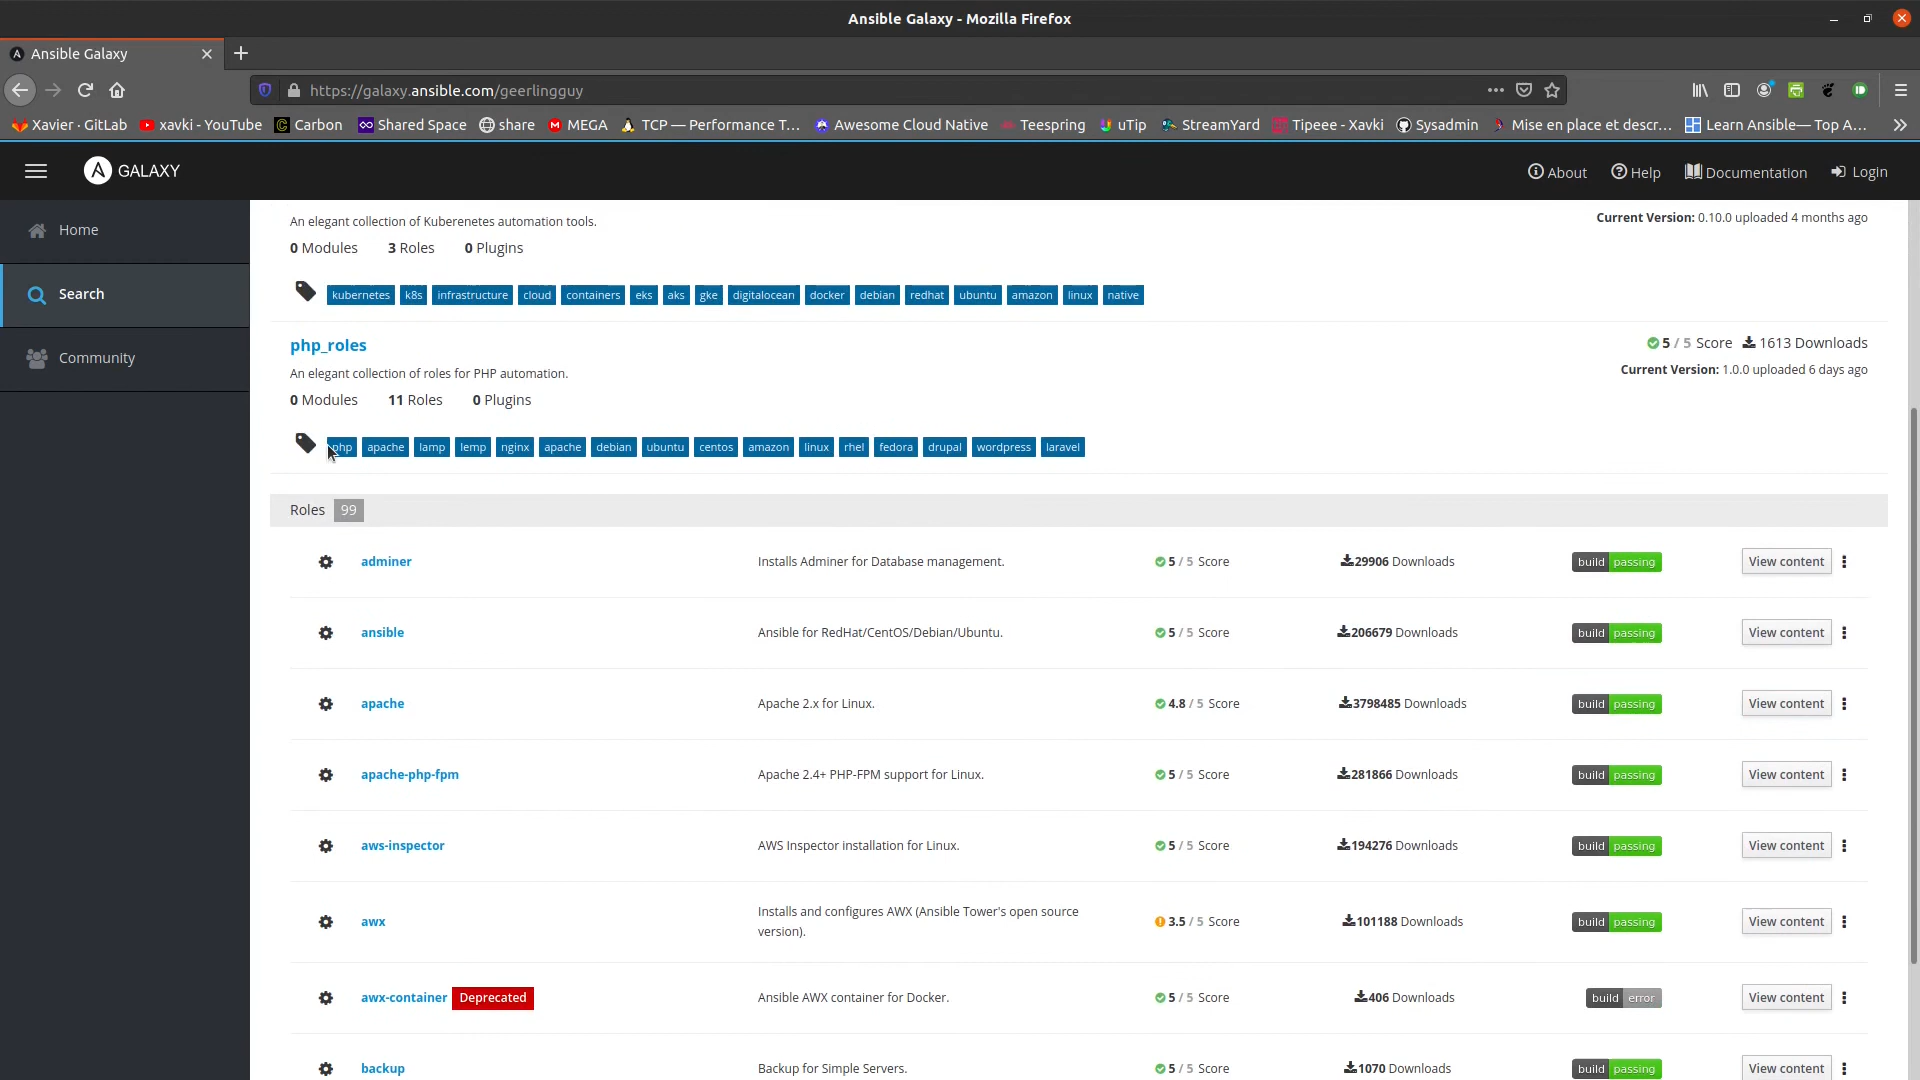 Ansible Galaxy - Mozilla Firefox
Ansible Galaxy
https://galaxy.ansible.com/geerlingguy
Xavier · GitLab xavki - YouTube Carbon Shared Space share MEGA TCP — Performance T... Awesome Cloud Native Teespring uTip StreamYard Tipeee - Xavki Sysadmin Mise en place et descr... Learn Ansible— Top A...
GALAXY About Help Documentation Login
Home
Search
Community
An elegant collection of Kuberenetes automation tools. Current Version: 0.10.0 uploaded 4 months ago
0 Modules 3 Roles 0 Plugins
kubernetes k8s infrastructure cloud containers eks aks gke digitalocean docker debian redhat ubuntu amazon linux native
php_roles 5 / 5 Score 1613 Downloads
An elegant collection of roles for PHP automation. Current Version: 1.0.0 uploaded 6 days ago
0 Modules 11 Roles 0 Plugins
php apache lamp lemp nginx apache debian ubuntu centos amazon linux rhel fedora drupal wordpress laravel
Roles 99
adminer Installs Adminer for Database management. 5 / 5 Score 29906 Downloads build passing View content
ansible Ansible for RedHat/CentOS/Debian/Ubuntu. 5 / 5 Score 206679 Downloads build passing View content
apache Apache 2.x for Linux. 4.8 / 5 Score 3798485 Downloads build passing View content
apache-php-fpm Apache 2.4+ PHP-FPM support for Linux. 5 / 5 Score 281866 Downloads build passing View content
aws-inspector AWS Inspector installation for Linux. 5 / 5 Score 194276 Downloads build passing View content
awx Installs and configures AWX (Ansible Tower's open source 3.5 / 5 Score 101188 Downloads build passing View content
version).
awx-container Deprecated Ansible AWX container for Docker. 5 / 5 Score 406 Downloads build error View content
backup Backup for Simple Servers. 5 / 5 Score 1070 Downloads build passing View content